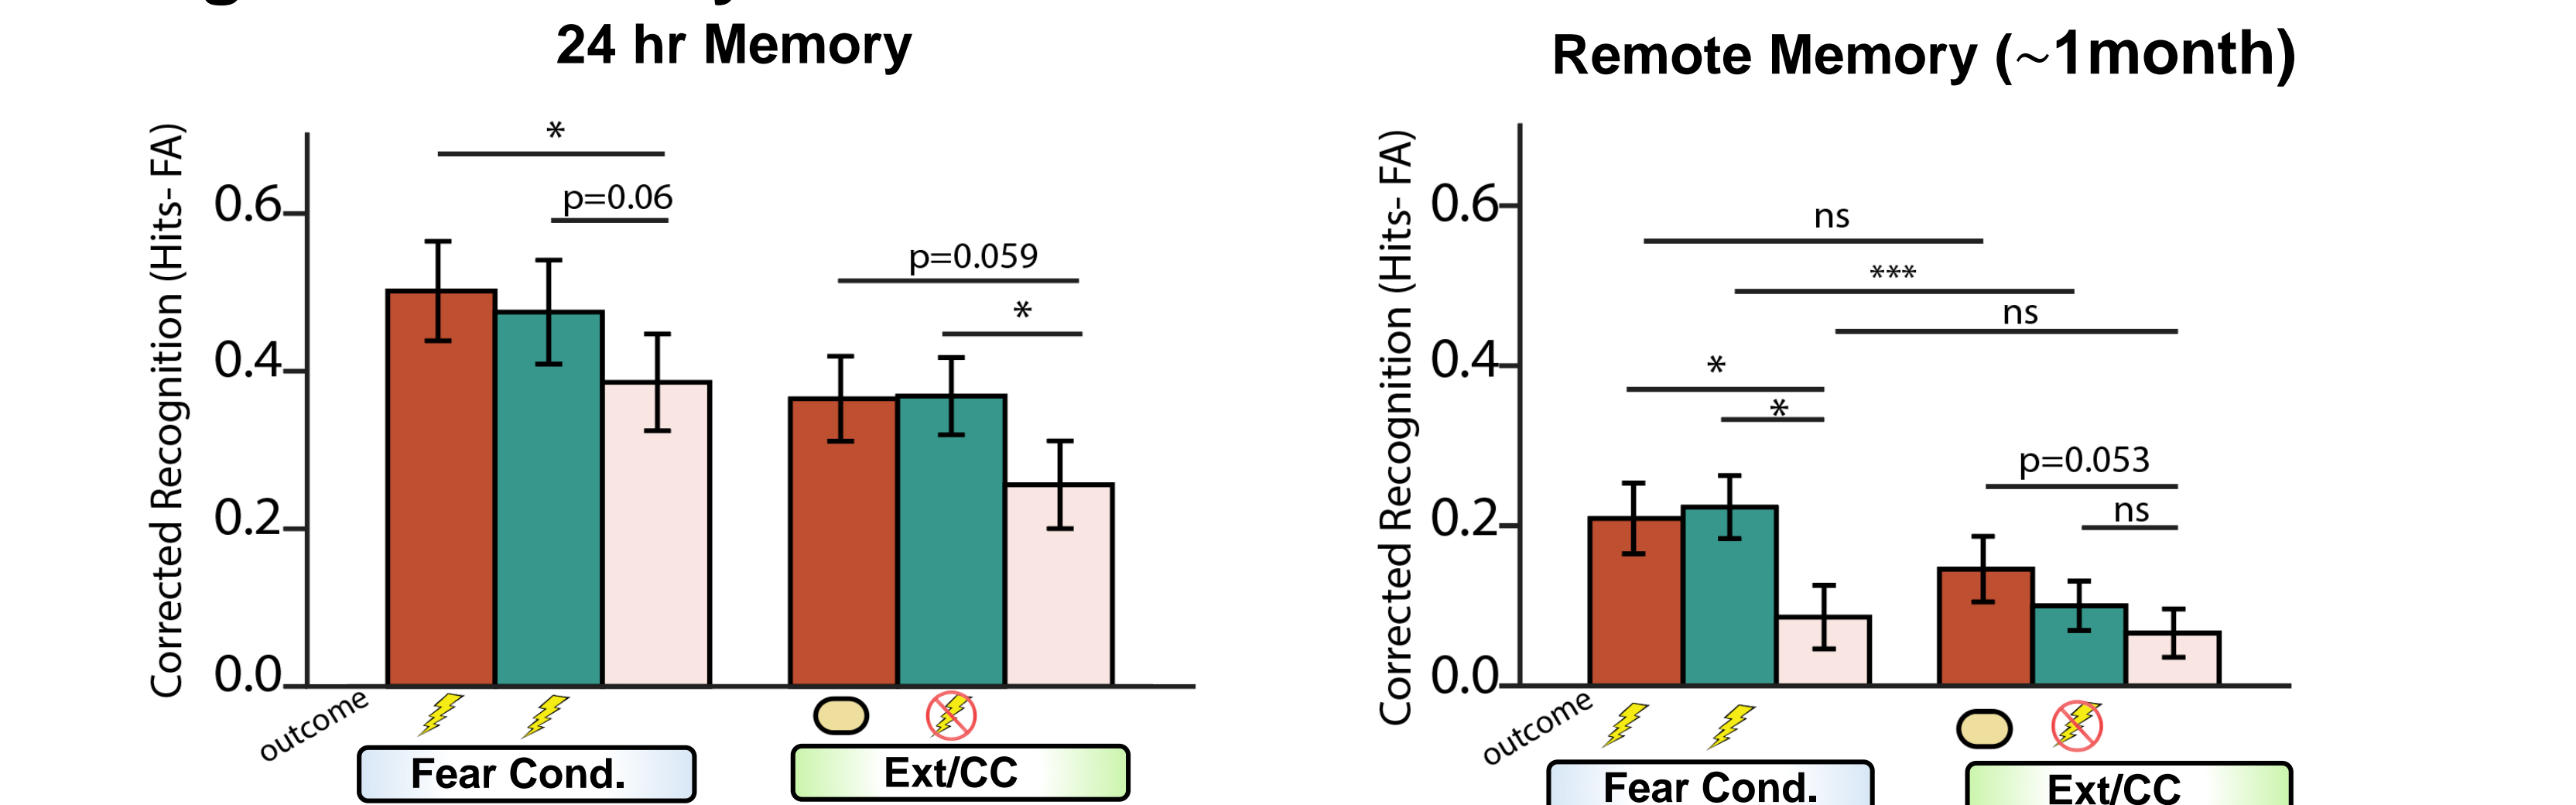 24 hr Memory
Corrected Recognition (Hits- FA)
0.6
0.4
0.2
0.0
*
p=0.06
p=0.059
*
outcome
Fear Cond.
Ext/CC
Remote Memory (~1month)
Corrected Recognition (Hits- FA)
0.6
0.4
0.2
0.0
ns
***
ns
*
*
p=0.053
ns
outcome
Fear Cond.
Ext/CC